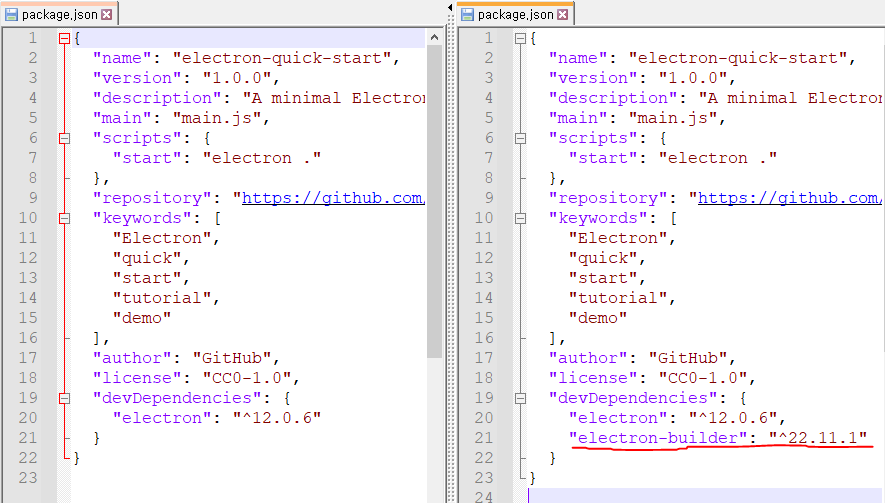 package.json
1 {
2 "name": "electron-quick-start",
3 "version": "1.0.0",
4 "description": "A minimal Electron
5 "main": "main.js",
6 "scripts": {
7 "start": "electron ."
8 },
9 "repository": "https://github.com/
10 "keywords": [
11 "Electron",
12 "quick",
13 "start",
14 "tutorial",
15 "demo"
16 ],
17 "author": "GitHub",
18 "license": "CC0-1.0",
19 "devDependencies": {
20 "electron": "^12.0.6"
21 }
22 }
23
package.json
1 {
2 "name": "electron-quick-start",
3 "version": "1.0.0",
4 "description": "A minimal Electron
5 "main": "main.js",
6 "scripts": {
7 "start": "electron ."
8 },
9 "repository": "https://github.com/
10 "keywords": [
11 "Electron",
12 "quick",
13 "start",
14 "tutorial",
15 "demo"
16 ],
17 "author": "GitHub",
18 "license": "CC0-1.0",
19 "devDependencies": {
20 "electron": "^12.0.6",
21 "electron-builder": "^22.11.1"
22 }
23 }
24